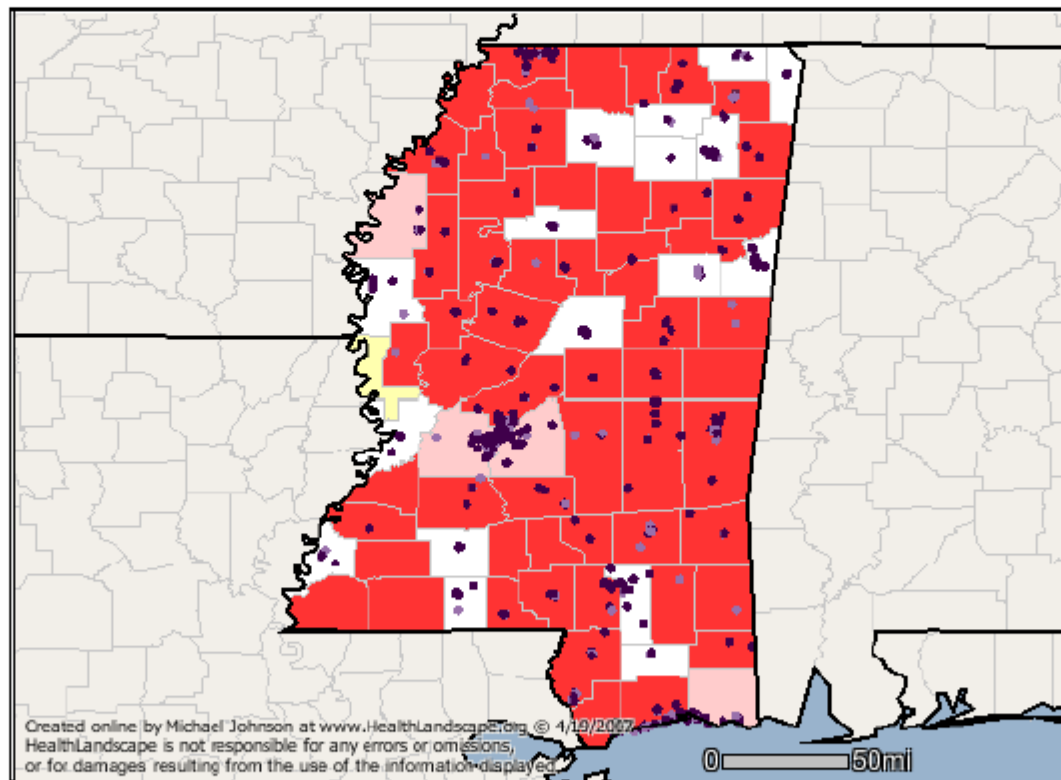 Created online by Michael Johnson at www.HealthLandscape.org © 4/19/2007
HealthLandscape is not responsible for any errors or omissions,
or for damages resulting from the use of the information displayed.
0 50mi